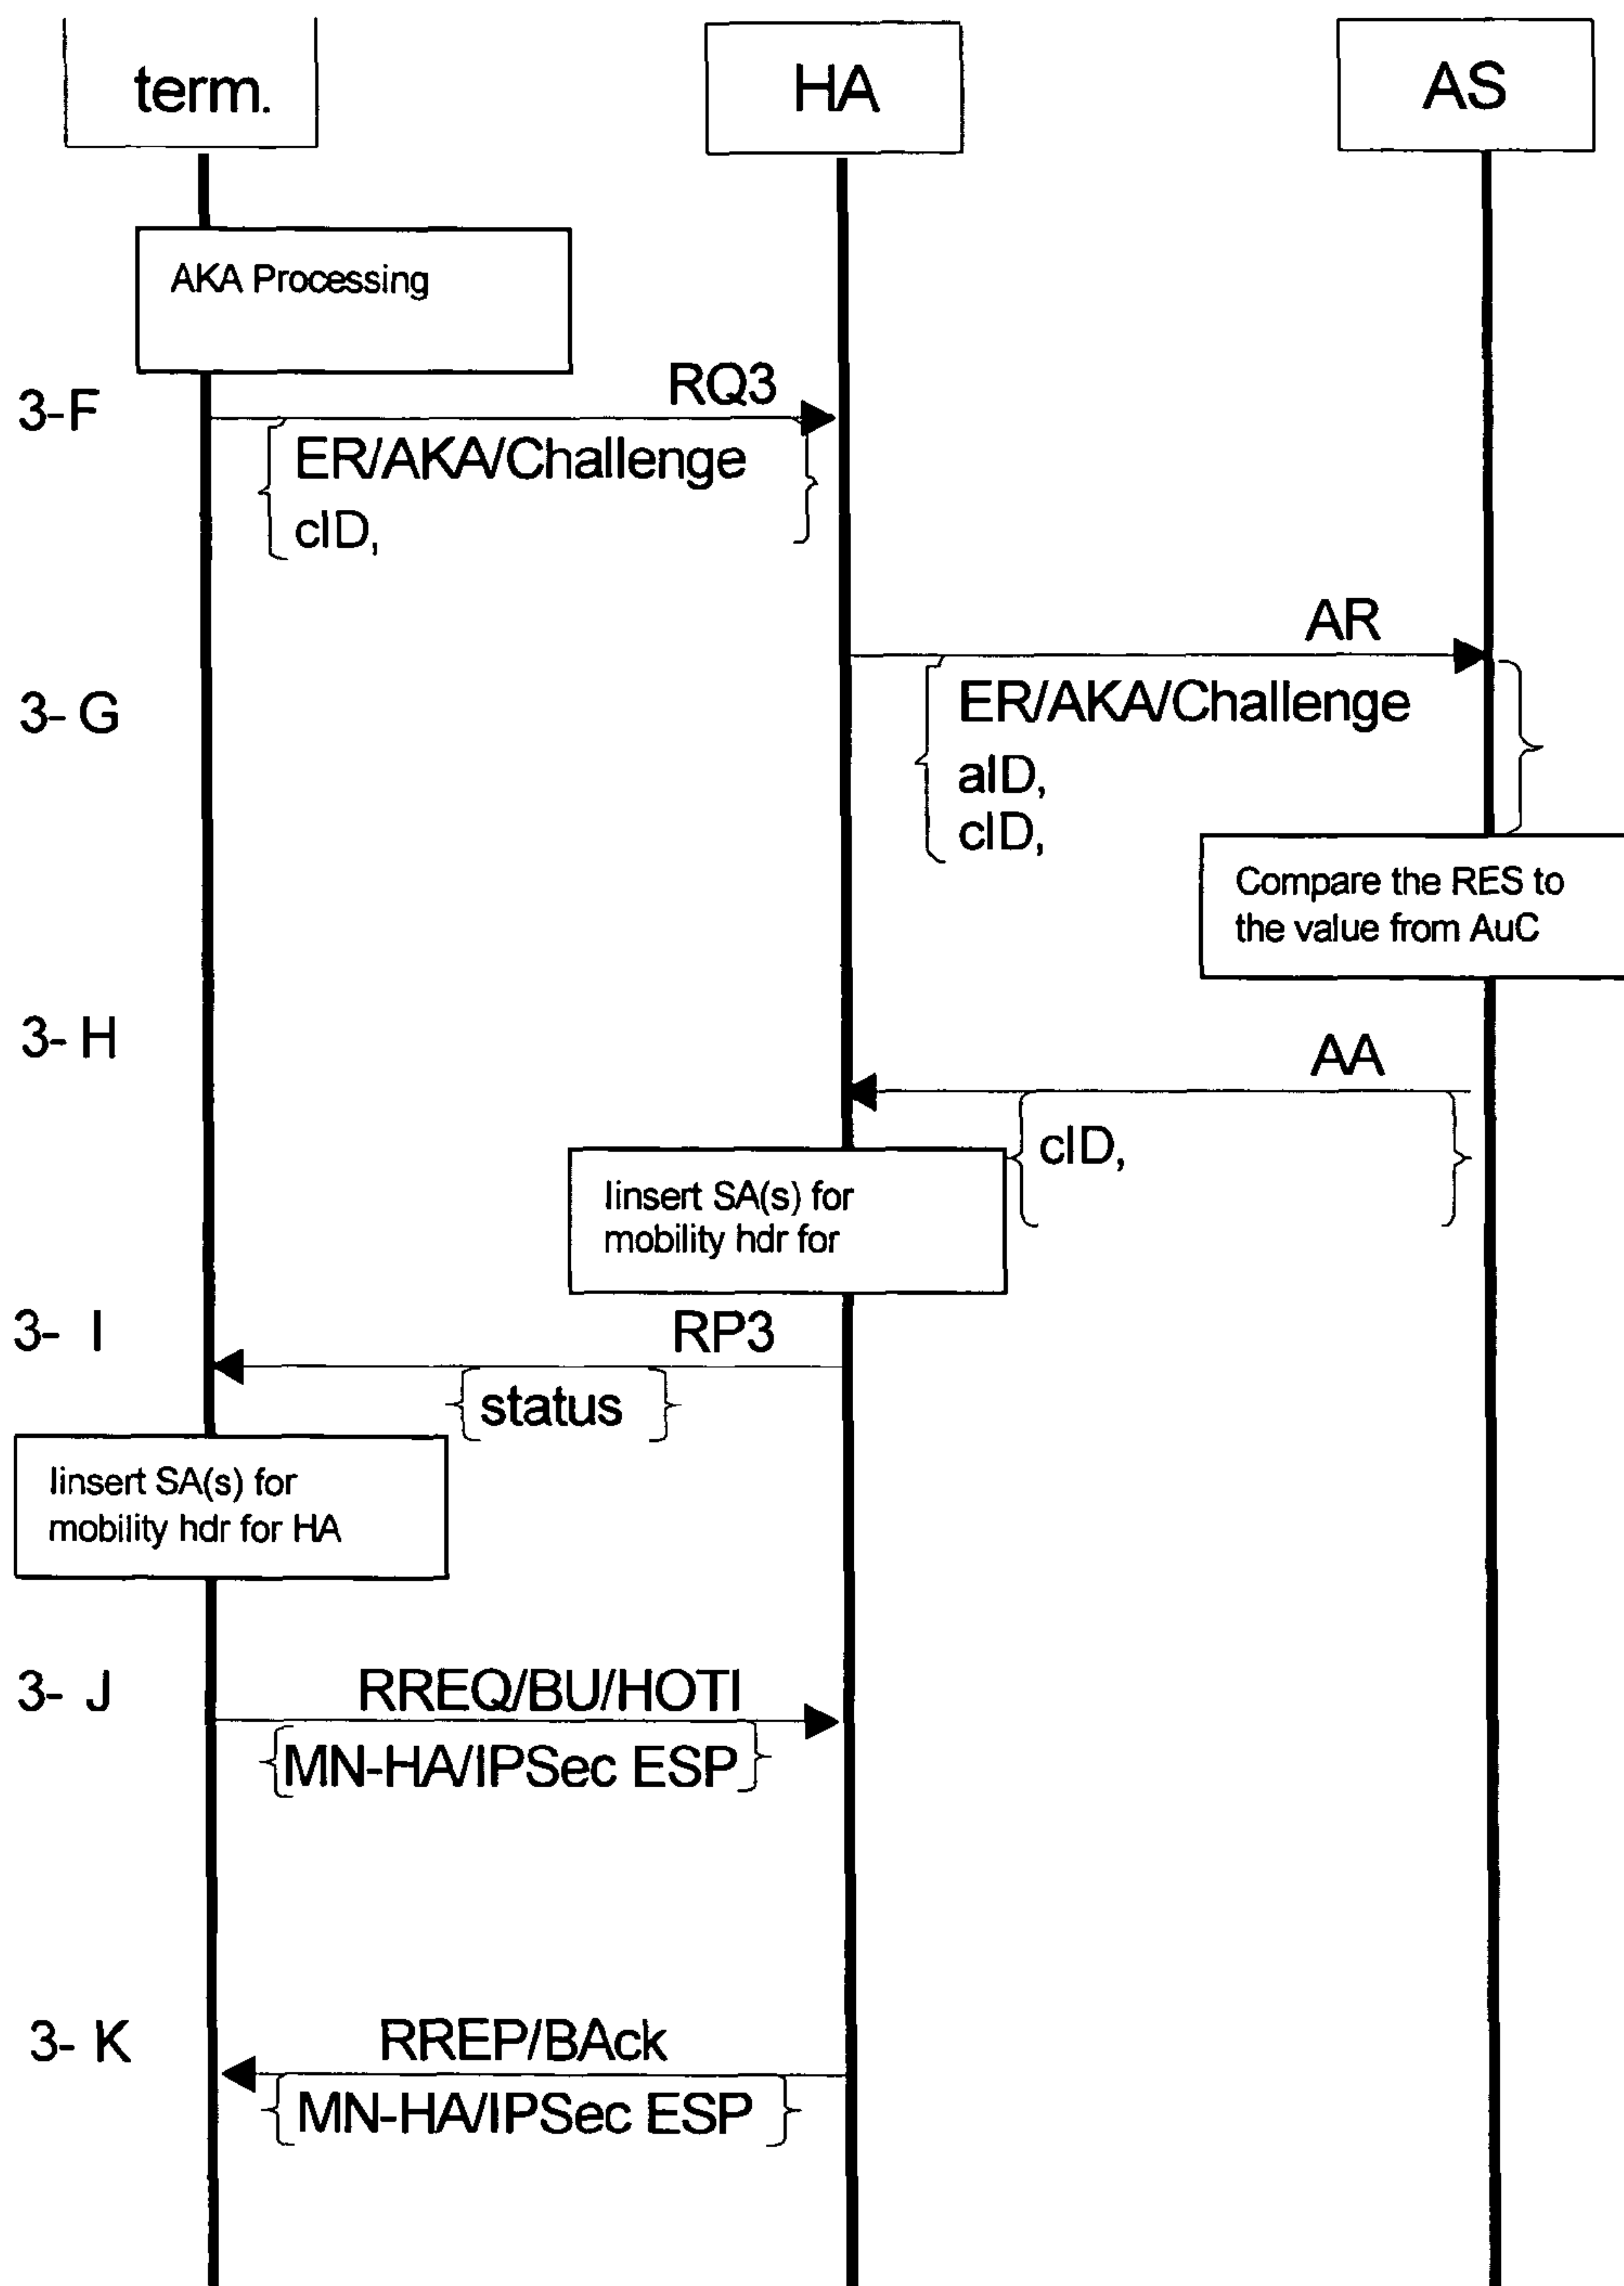 term.
HA
AS
AKA Processing
3-F
RQ3
ER/AKA/Challenge
cID,
AR
3- G
ER/AKA/Challenge
aID,
cID,
Compare the RES to
the value from AuC
3- H
AA
cID,
Iinsert SA(s) for
mobility hdr for
3- I
RP3
status
Iinsert SA(s) for
mobility hdr for HA
3- J
RREQ/BU/HOTI
MN-HA/IPSec ESP
3- K
RREP/BAck
MN-HA/IPSec ESP